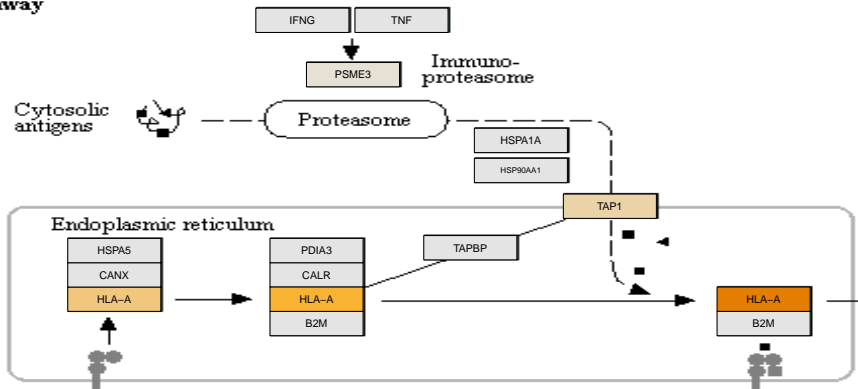 IFNG TNF
PSME3
Immuno-
proteasome
Cytosolic
antigens
Proteasome
HSPA1A
HSP90AA1
TAP1
Endoplasmic reticulum
HSPA5
CANX
HLA-A
PDIA3
CALR
HLA-A
B2M
TAPBP
HLA-A
B2M